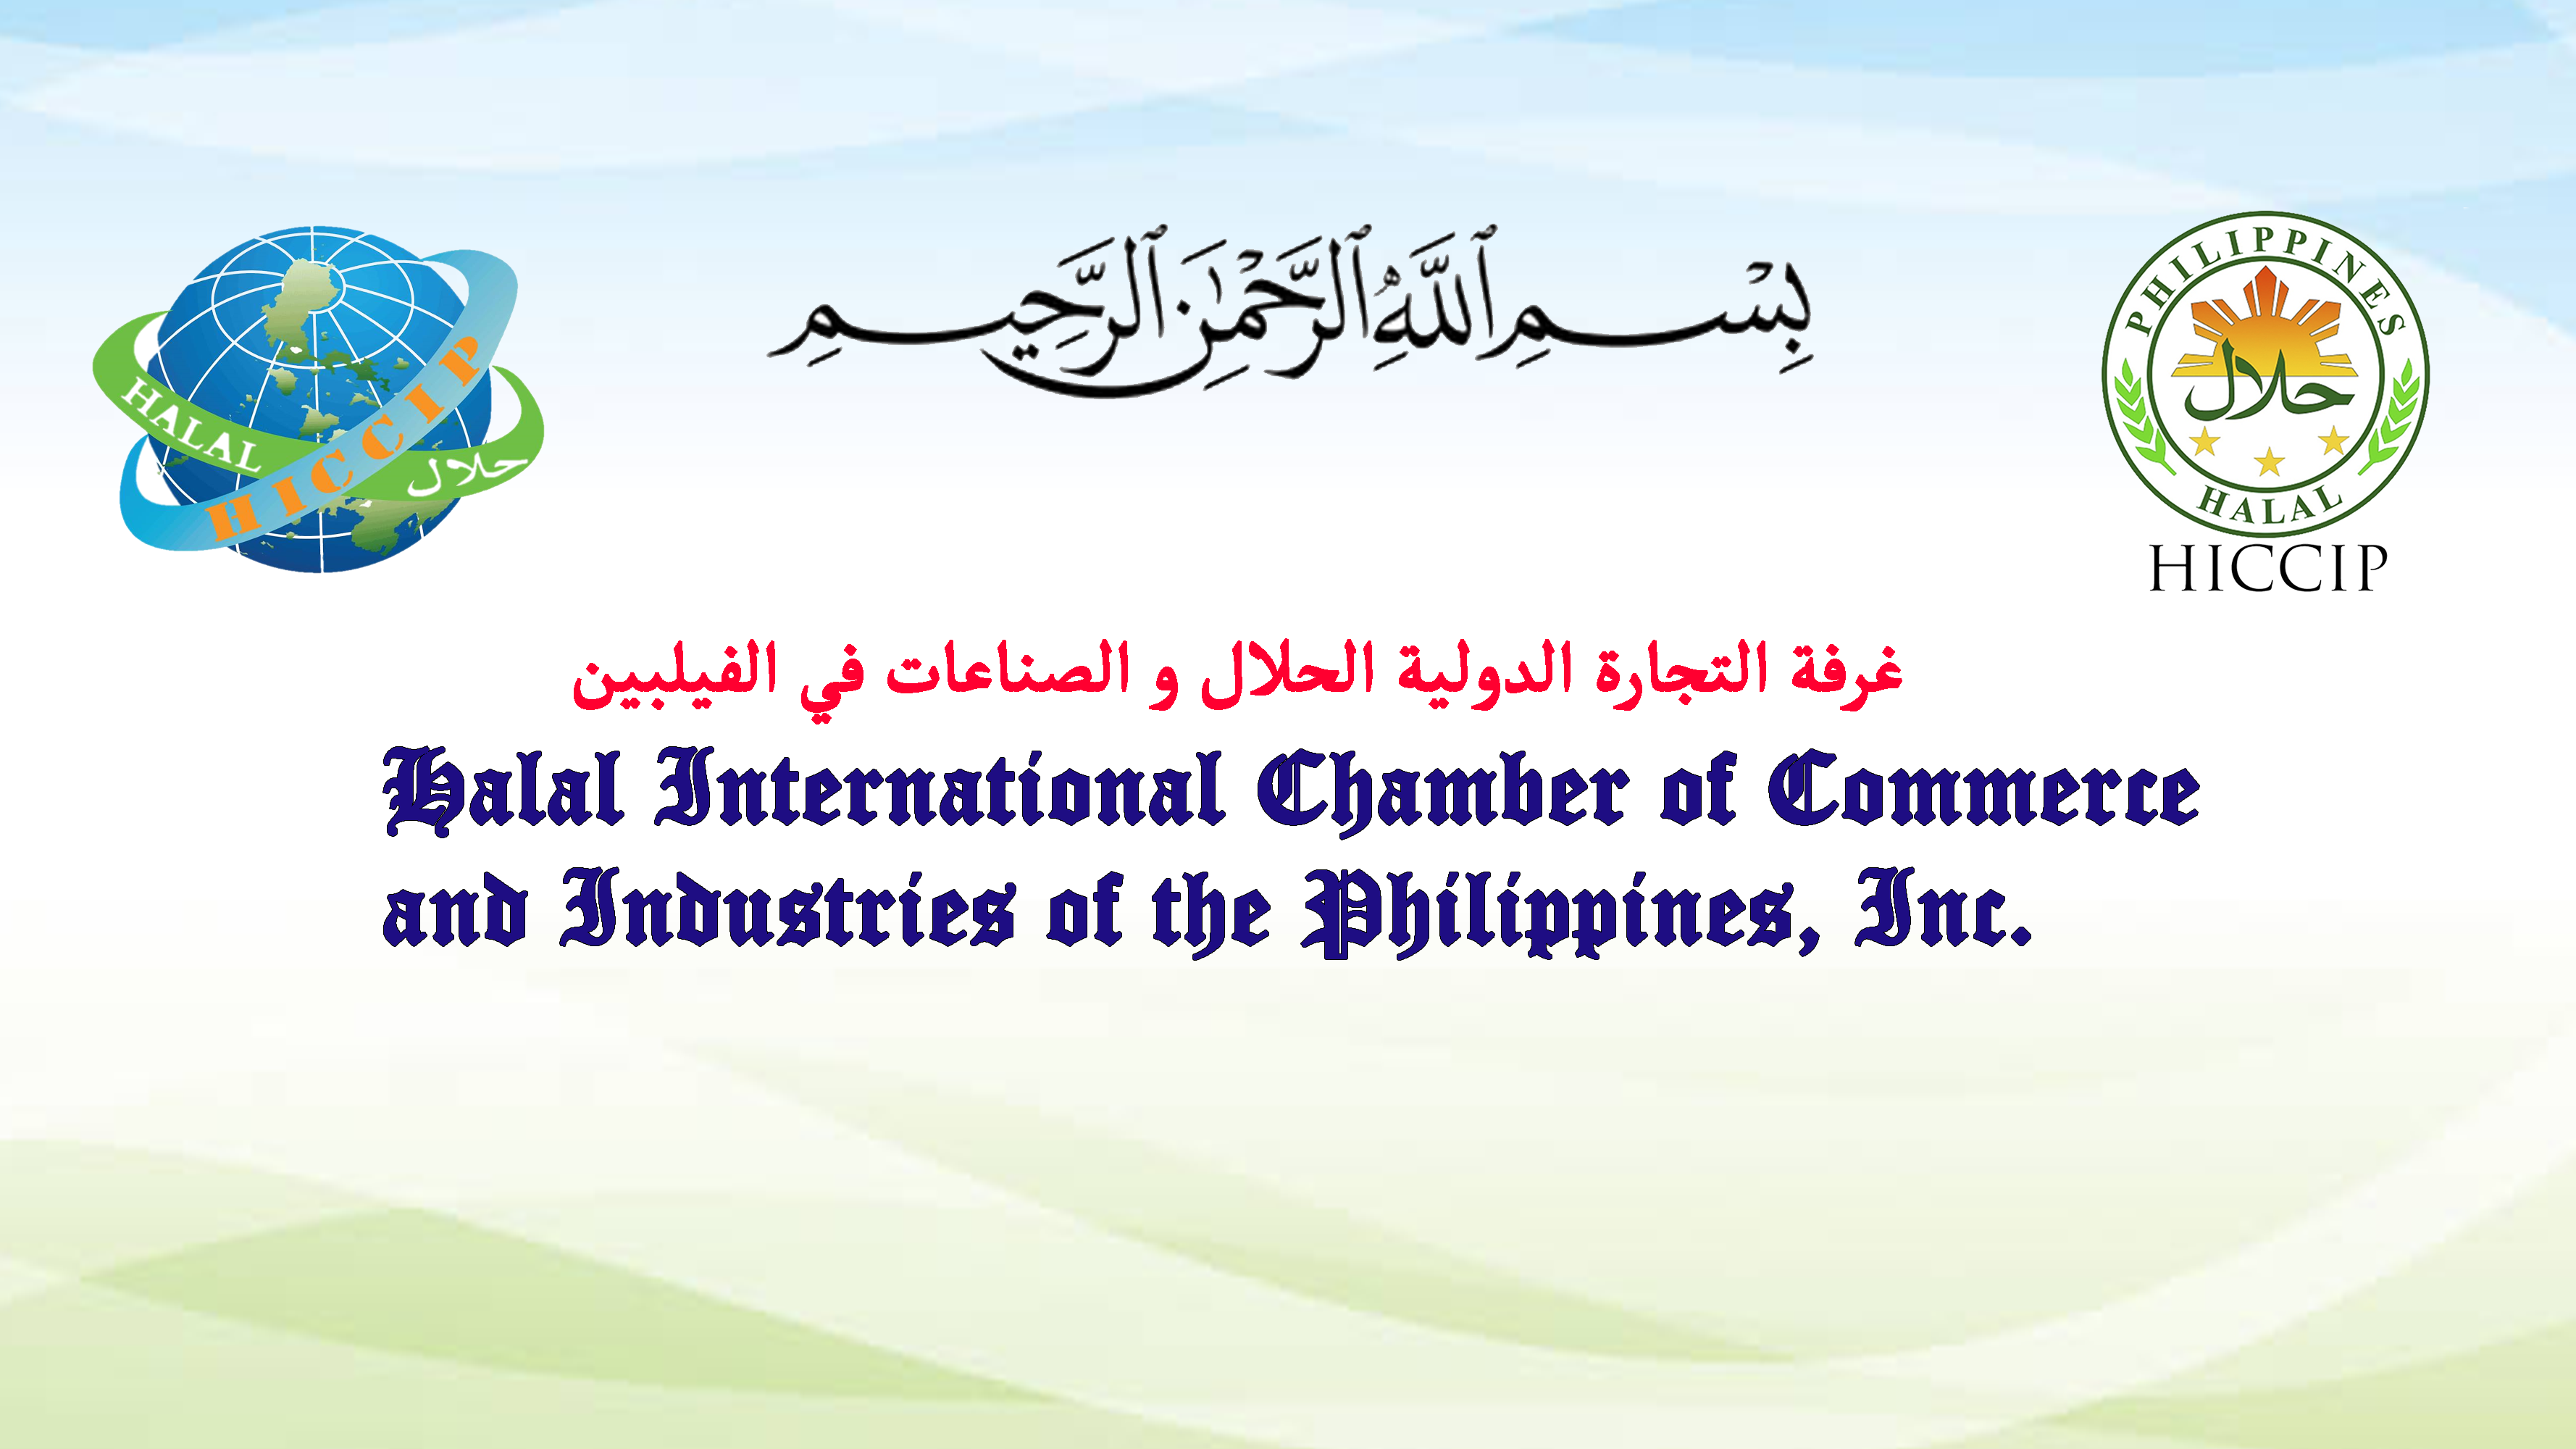 بِسْمِ ٱللَّهِ ٱلرَّحْمَٰنِ ٱلرَّحِيمِ
HALAL
حلال
HICCIP
PHILIPPINES
حلال
HALAL
HICCIP
غرفة التجارة الدولية الحلال و الصناعات في الفيلبين
Halal International Chamber of Commerce
and Industries of the Philippines, Inc.